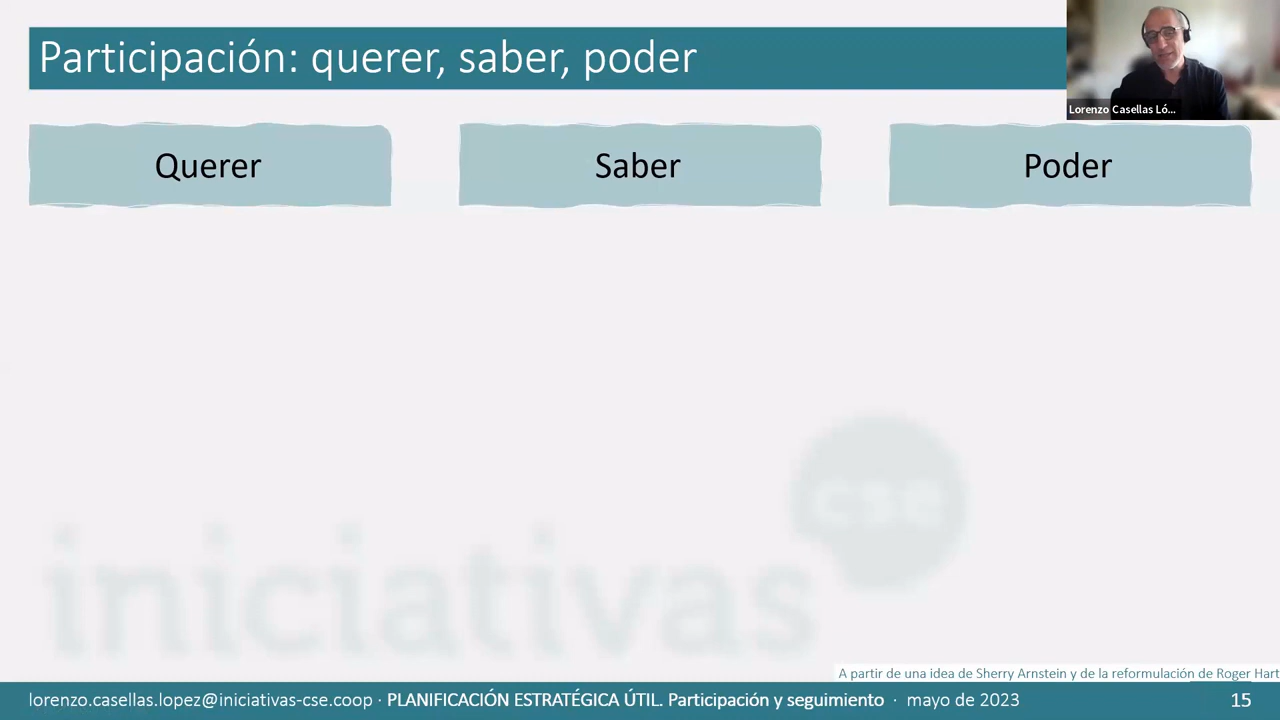 Participación: querer, saber, poder
Lorenzo Casellas Ló...
Querer
Saber
Poder
cse
iniciativas
A partir de una idea de Sherry Arnstein y de la reformulación de Roger Hart
lorenzo.casellas.lopez@iniciativas-cse.coop · PLANIFICACIÓN ESTRATÉGICA ÚTIL. Participación y seguimiento · mayo de 2023
15